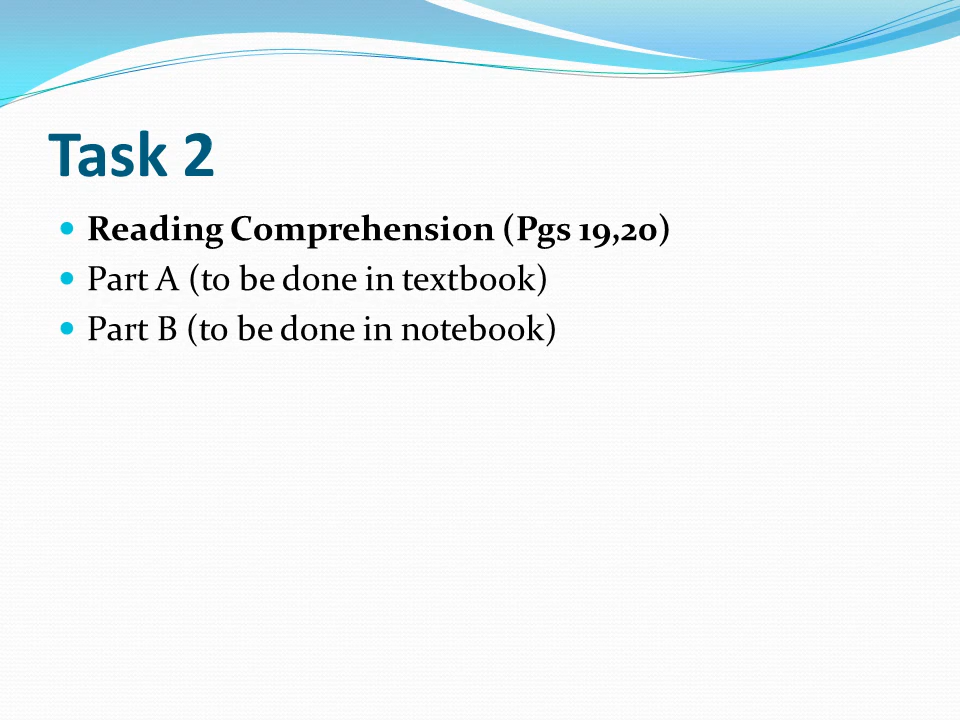 Task 2
Reading Comprehension (Pgs 19,20)
Part A (to be done in textbook)
Part B (to be done in notebook)